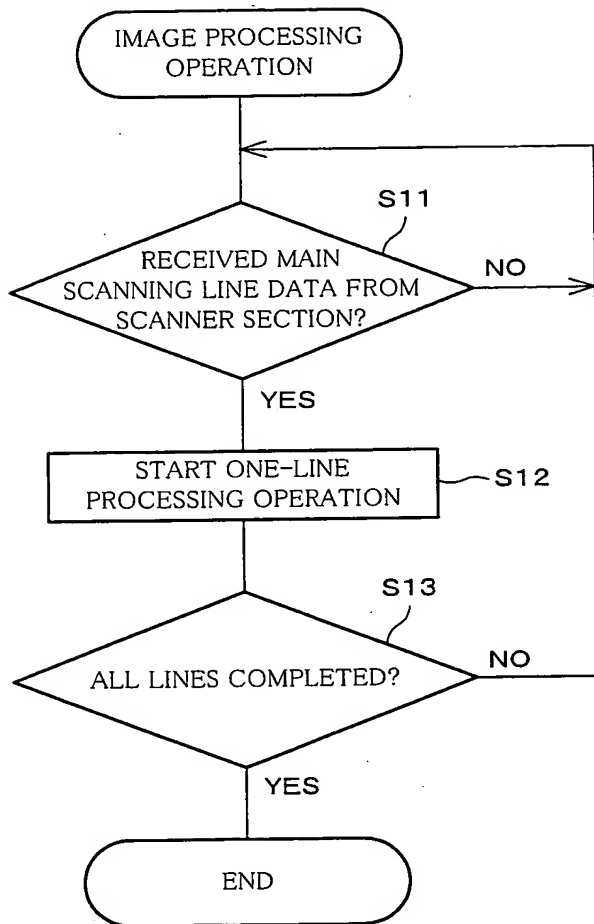 IMAGE PROCESSING
OPERATION
S11
RECEIVED MAIN
SCANNING LINE DATA FROM
SCANNER SECTION?
NO
YES
START ONE-LINE
PROCESSING OPERATION
S12
S13
ALL LINES COMPLETED?
NO
YES
END